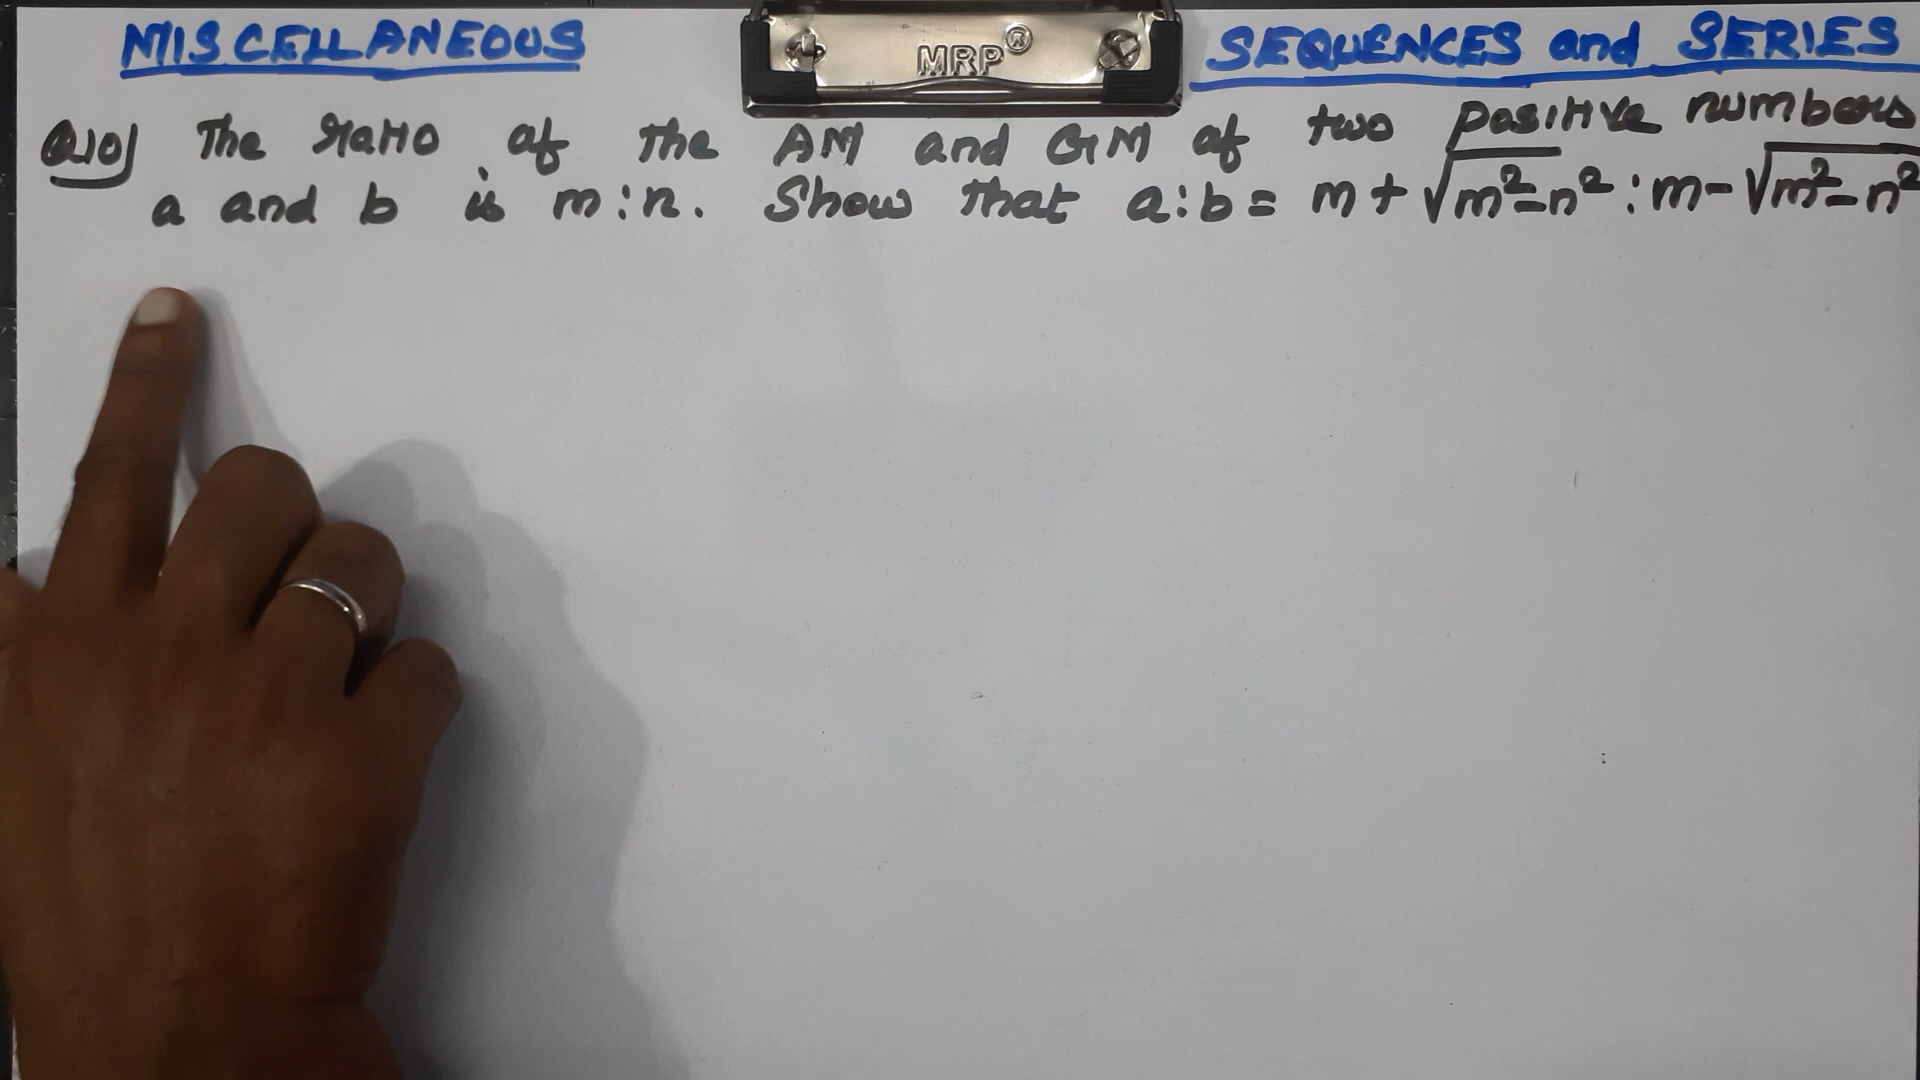 MISCELLANEOUS
MRP®
SEQUENCES and SERIES
Q10) The ratio of the AM and GM of two positive numbers
a and b is m:n. Show that a:b = m + √m²-n² : m - √m²-n²